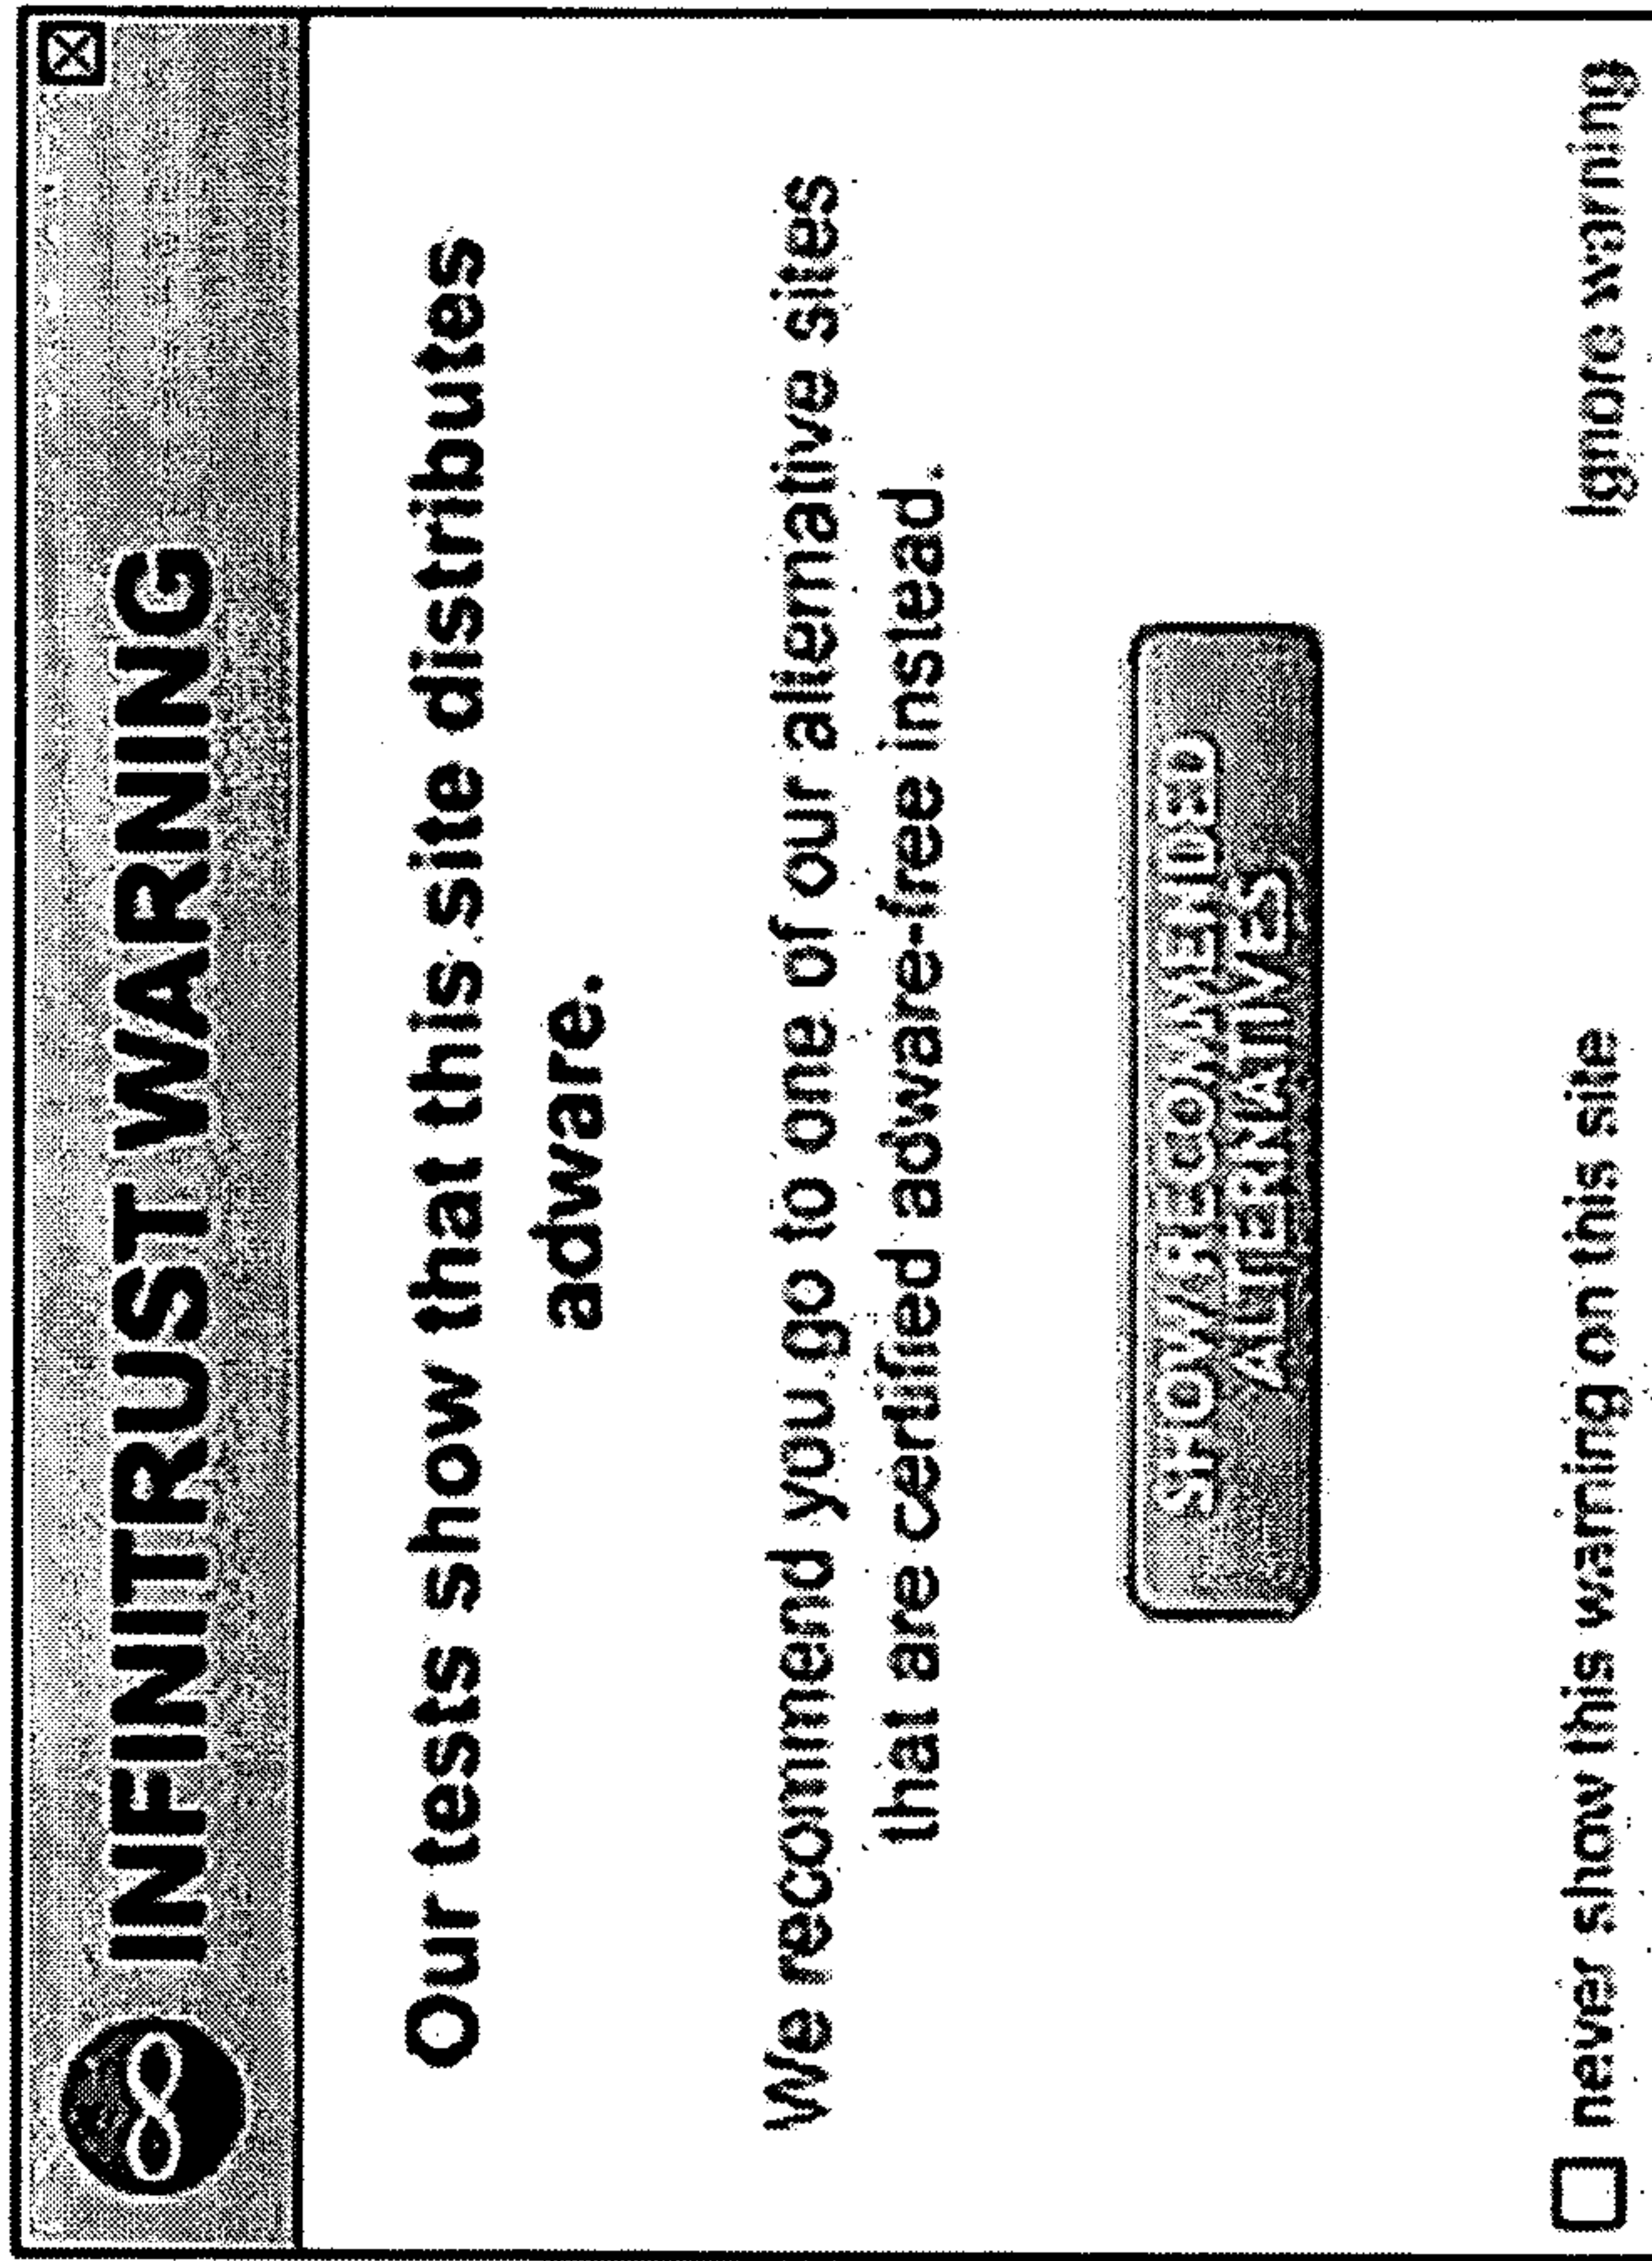 INFINITRUST WARNING
Our tests show that this site distributes
adware.
We recommend you go to one of our alternative sites
that are certified adware-free instead.
SHOW RECOMMENDED
ALTERNATIVES
never show this warning on this site
Ignore warning